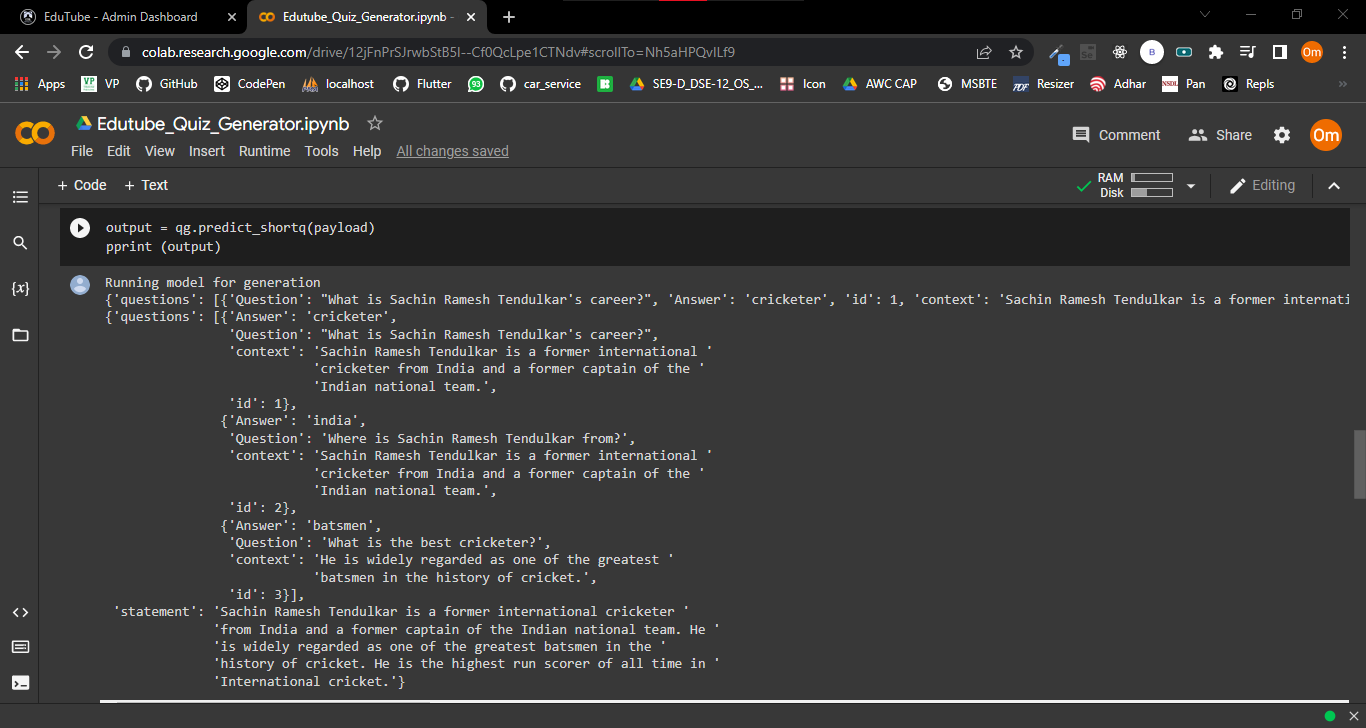 EduTube - Admin Dashboard
Edutube_Quiz_Generator.ipynb -
colab.research.google.com/drive/12jFnPrSJrwbStB5I--Cf0QcLpe1CTNdv#scrollTo=Nh5aHPQvILf9
B
Om
Apps
VP
VP
GitHub
CodePen
localhost
Flutter
93
car_service
SE9-D_DSE-12_OS_...
Icon
AWC CAP
MSBTE
Resizer
Adhar
NSDL
Pan
Repls
»
Edutube_Quiz_Generator.ipynb
Comment
Share
Om
File Edit View Insert Runtime Tools Help All changes saved
+ Code + Text
RAM
Disk
Editing
{x}
output = qg.predict_shortq(payload)
pprint (output)
Running model for generation
{'questions': [{'Question': "What is Sachin Ramesh Tendulkar's career?", 'Answer': 'cricketer', 'id': 1, 'context': 'Sachin Ramesh Tendulkar is a former internati
{'questions': [{'Answer': 'cricketer',
'Question': "What is Sachin Ramesh Tendulkar's career?",
'context': 'Sachin Ramesh Tendulkar is a former international '
'cricketer from India and a former captain of the '
'Indian national team.',
'id': 1},
{'Answer': 'india',
'Question': 'Where is Sachin Ramesh Tendulkar from?',
'context': 'Sachin Ramesh Tendulkar is a former international '
'cricketer from India and a former captain of the '
'Indian national team.',
'id': 2},
{'Answer': 'batsmen',
'Question': 'What is the best cricketer?',
'context': 'He is widely regarded as one of the greatest '
'batsmen in the history of cricket.',
'id': 3}],
'statement': 'Sachin Ramesh Tendulkar is a former international cricketer '
'from India and a former captain of the Indian national team. He '
'is widely regarded as one of the greatest batsmen in the '
'history of cricket. He is the highest run scorer of all time in '
'International cricket.'}